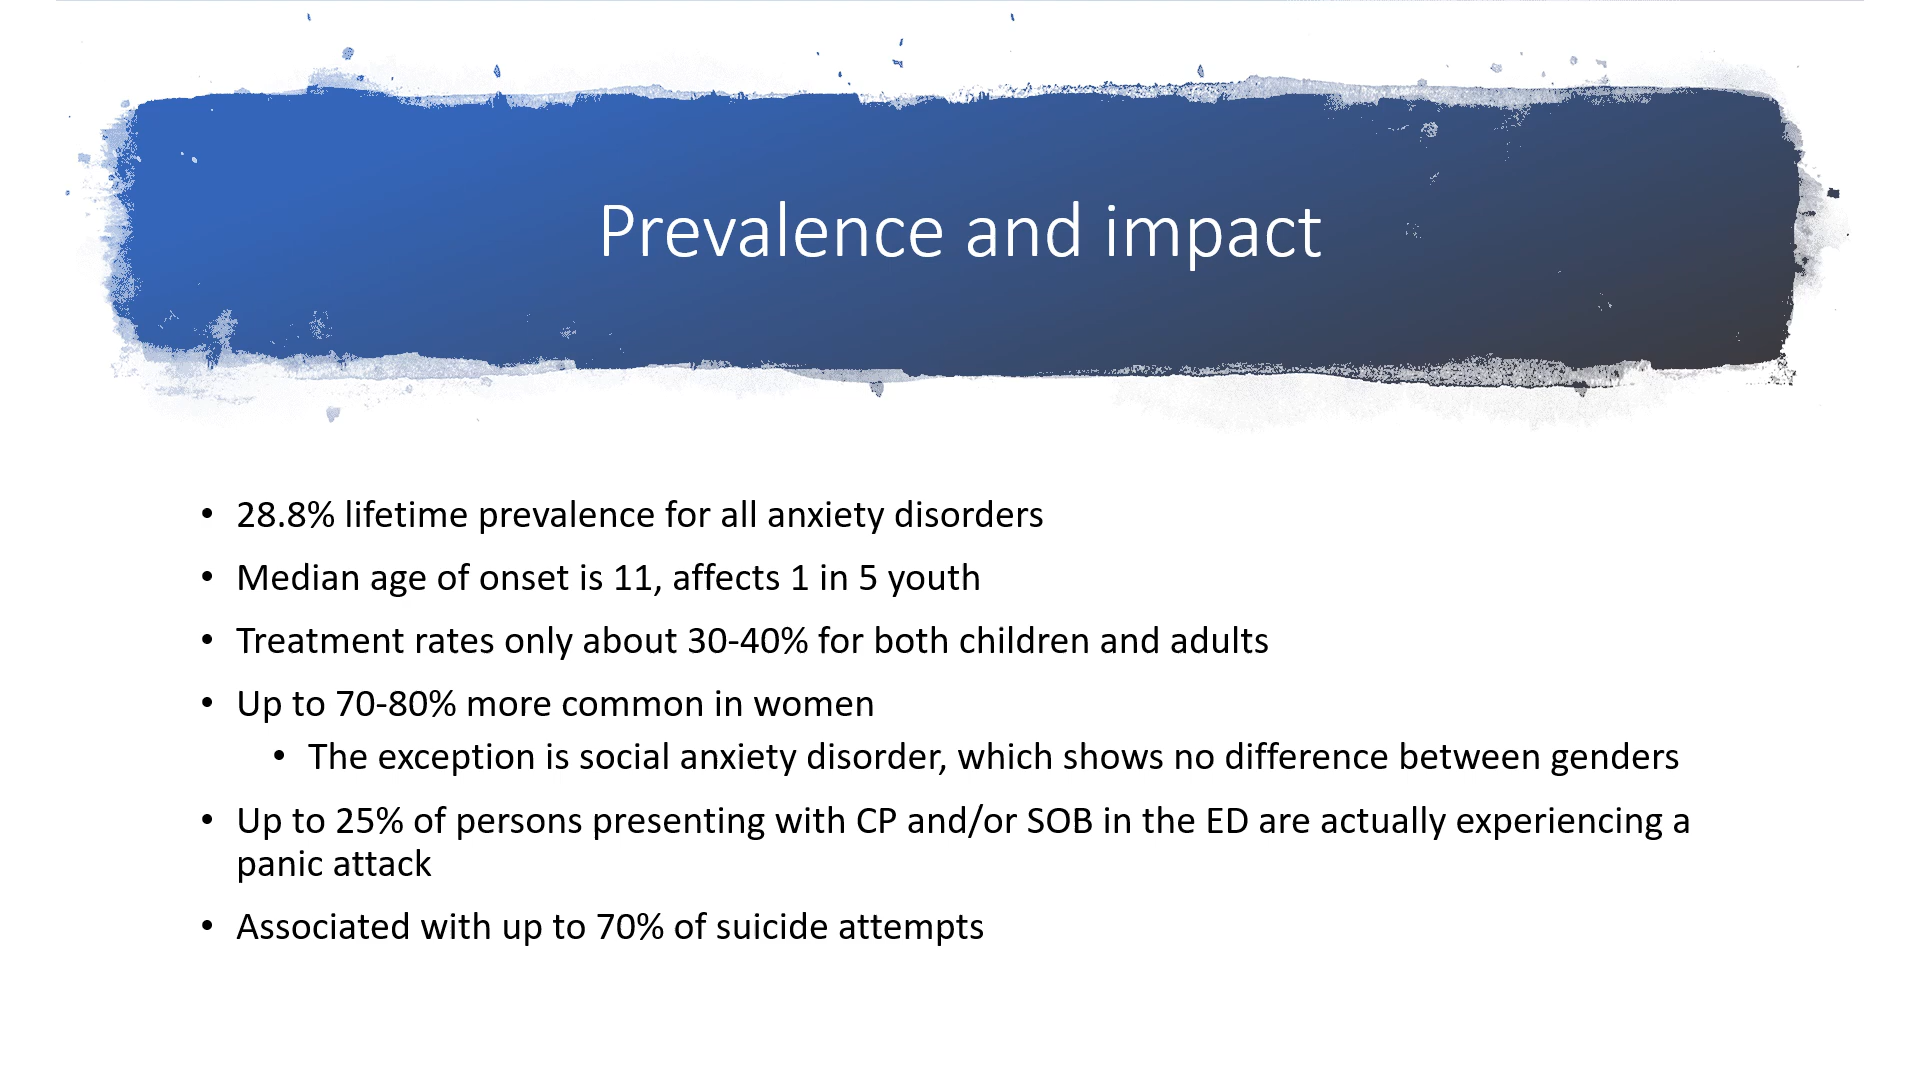 Prevalence and impact
• 28.8% lifetime prevalence for all anxiety disorders
• Median age of onset is 11, affects 1 in 5 youth
• Treatment rates only about 30-40% for both children and adults
• Up to 70-80% more common in women
• The exception is social anxiety disorder, which shows no difference between genders
• Up to 25% of persons presenting with CP and/or SOB in the ED are actually experiencing a
panic attack
• Associated with up to 70% of suicide attempts